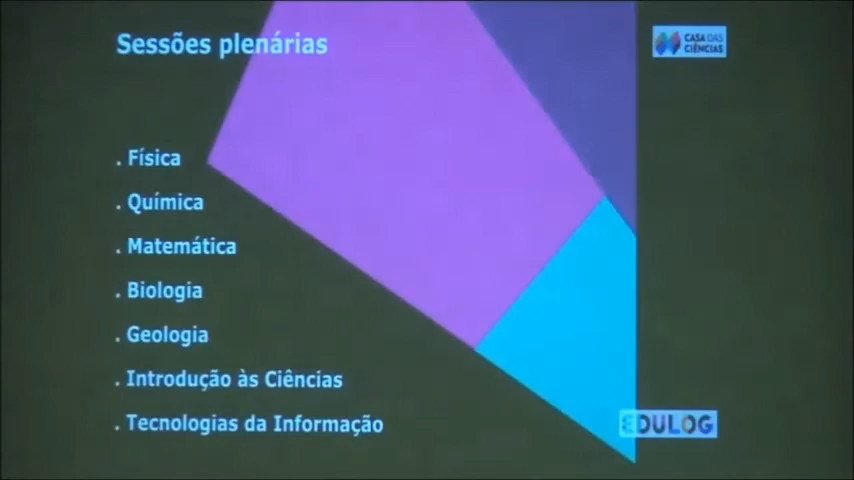 Sessões plenárias
CASA DAS
CIÊNCIAS
. Física
. Química
. Matemática
. Biologia
. Geologia
. Introdução às Ciências
. Tecnologias da Informação
EDULOG